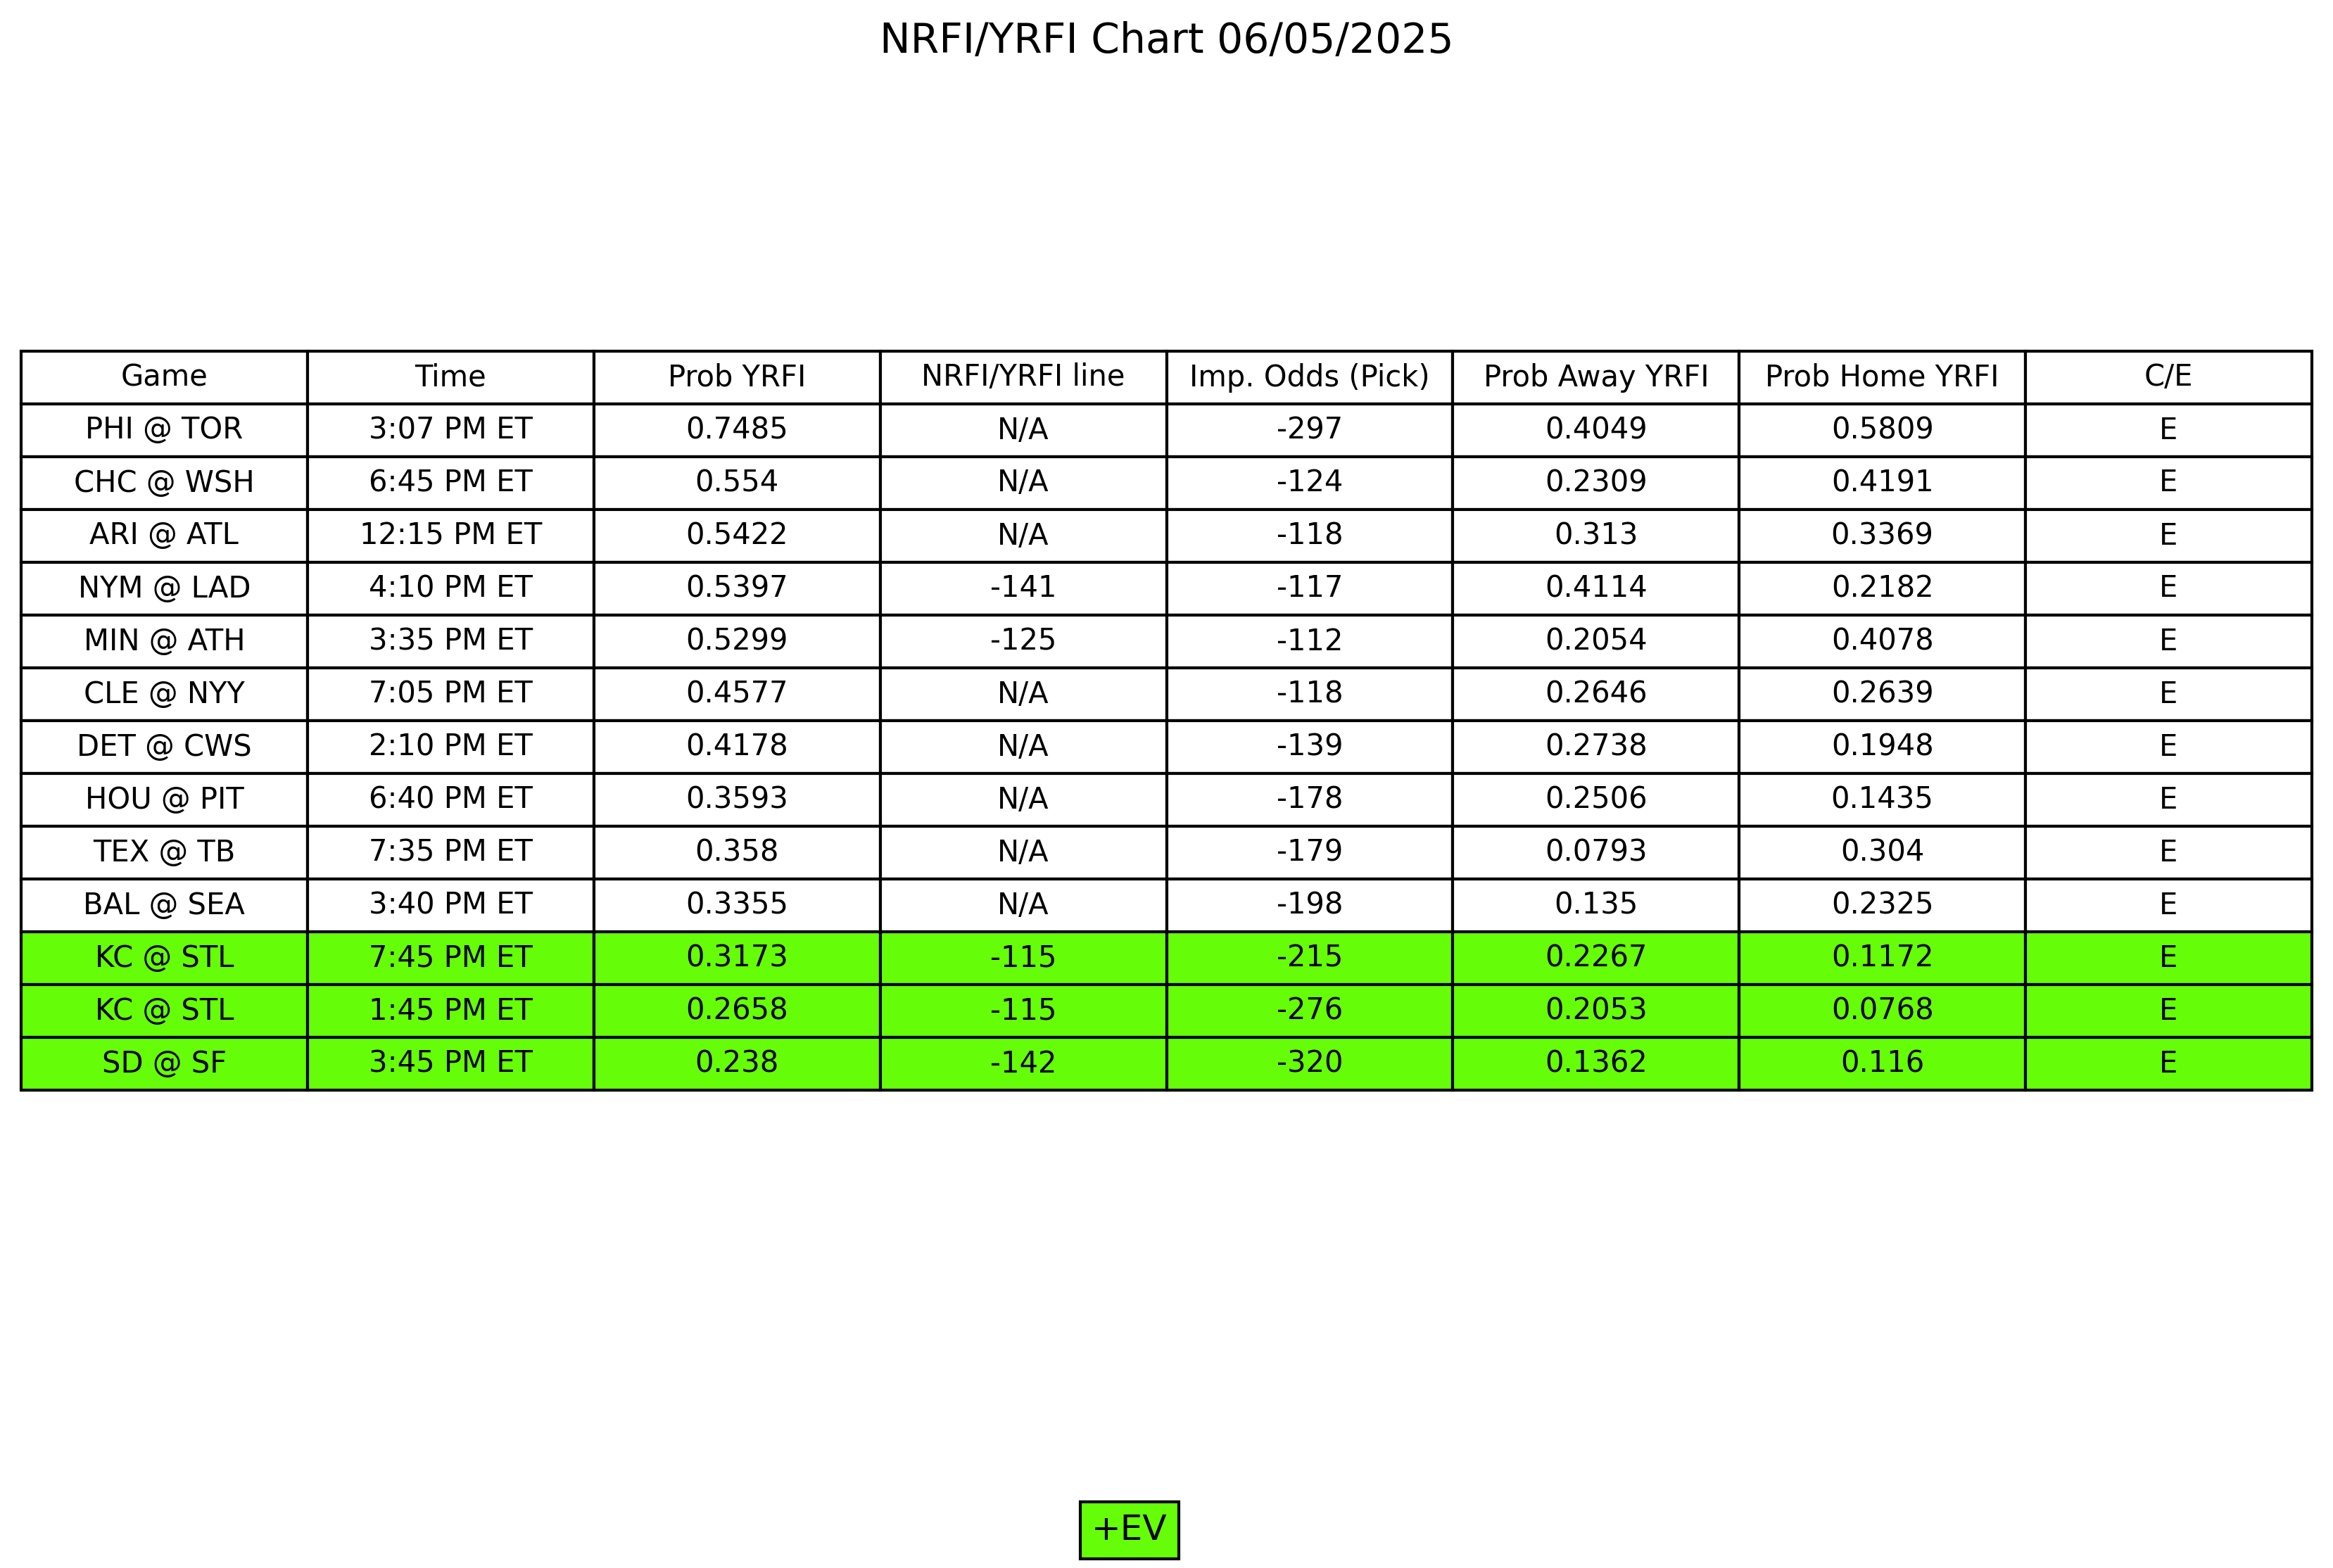 NRFI/YRFI Chart 06/05/2025
Game Time Prob YRFI NRFI/YRFI line Imp. Odds (Pick) Prob Away YRFI Prob Home YRFI C/E
PHI @ TOR 3:07 PM ET 0.7485 N/A -297 0.4049 0.5809 E
CHC @ WSH 6:45 PM ET 0.554 N/A -124 0.2309 0.4191 E
ARI @ ATL 12:15 PM ET 0.5422 N/A -118 0.313 0.3369 E
NYM @ LAD 4:10 PM ET 0.5397 -141 -117 0.4114 0.2182 E
MIN @ ATH 3:35 PM ET 0.5299 -125 -112 0.2054 0.4078 E
CLE @ NYY 7:05 PM ET 0.4577 N/A -118 0.2646 0.2639 E
DET @ CWS 2:10 PM ET 0.4178 N/A -139 0.2738 0.1948 E
HOU @ PIT 6:40 PM ET 0.3593 N/A -178 0.2506 0.1435 E
TEX @ TB 7:35 PM ET 0.358 N/A -179 0.0793 0.304 E
BAL @ SEA 3:40 PM ET 0.3355 N/A -198 0.135 0.2325 E
KC @ STL 7:45 PM ET 0.3173 -115 -215 0.2267 0.1172 E
KC @ STL 1:45 PM ET 0.2658 -115 -276 0.2053 0.0768 E
SD @ SF 3:45 PM ET 0.238 -142 -320 0.1362 0.116 E
+EV